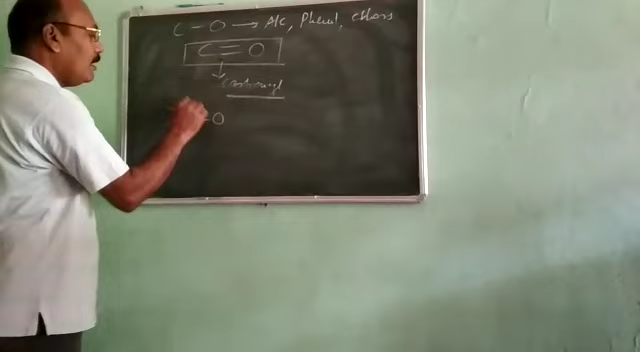 C – O → Alc, Phenol, ethers
C = O
Carbonyl
=O